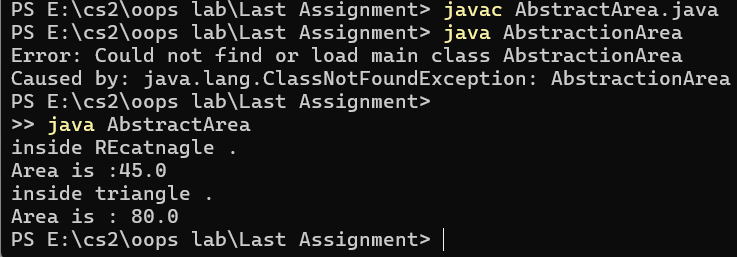 PS E:\cs2\oops lab\Last Assignment> javac AbstractArea.java
PS E:\cs2\oops lab\Last Assignment> java AbstractionArea
Error: Could not find or load main class AbstractionArea
Caused by: java.lang.ClassNotFoundException: AbstractionArea
PS E:\cs2\oops lab\Last Assignment>
>> java AbstractArea
inside REcatnagle .
Area is :45.0
inside triangle .
Area is : 80.0
PS E:\cs2\oops lab\Last Assignment>